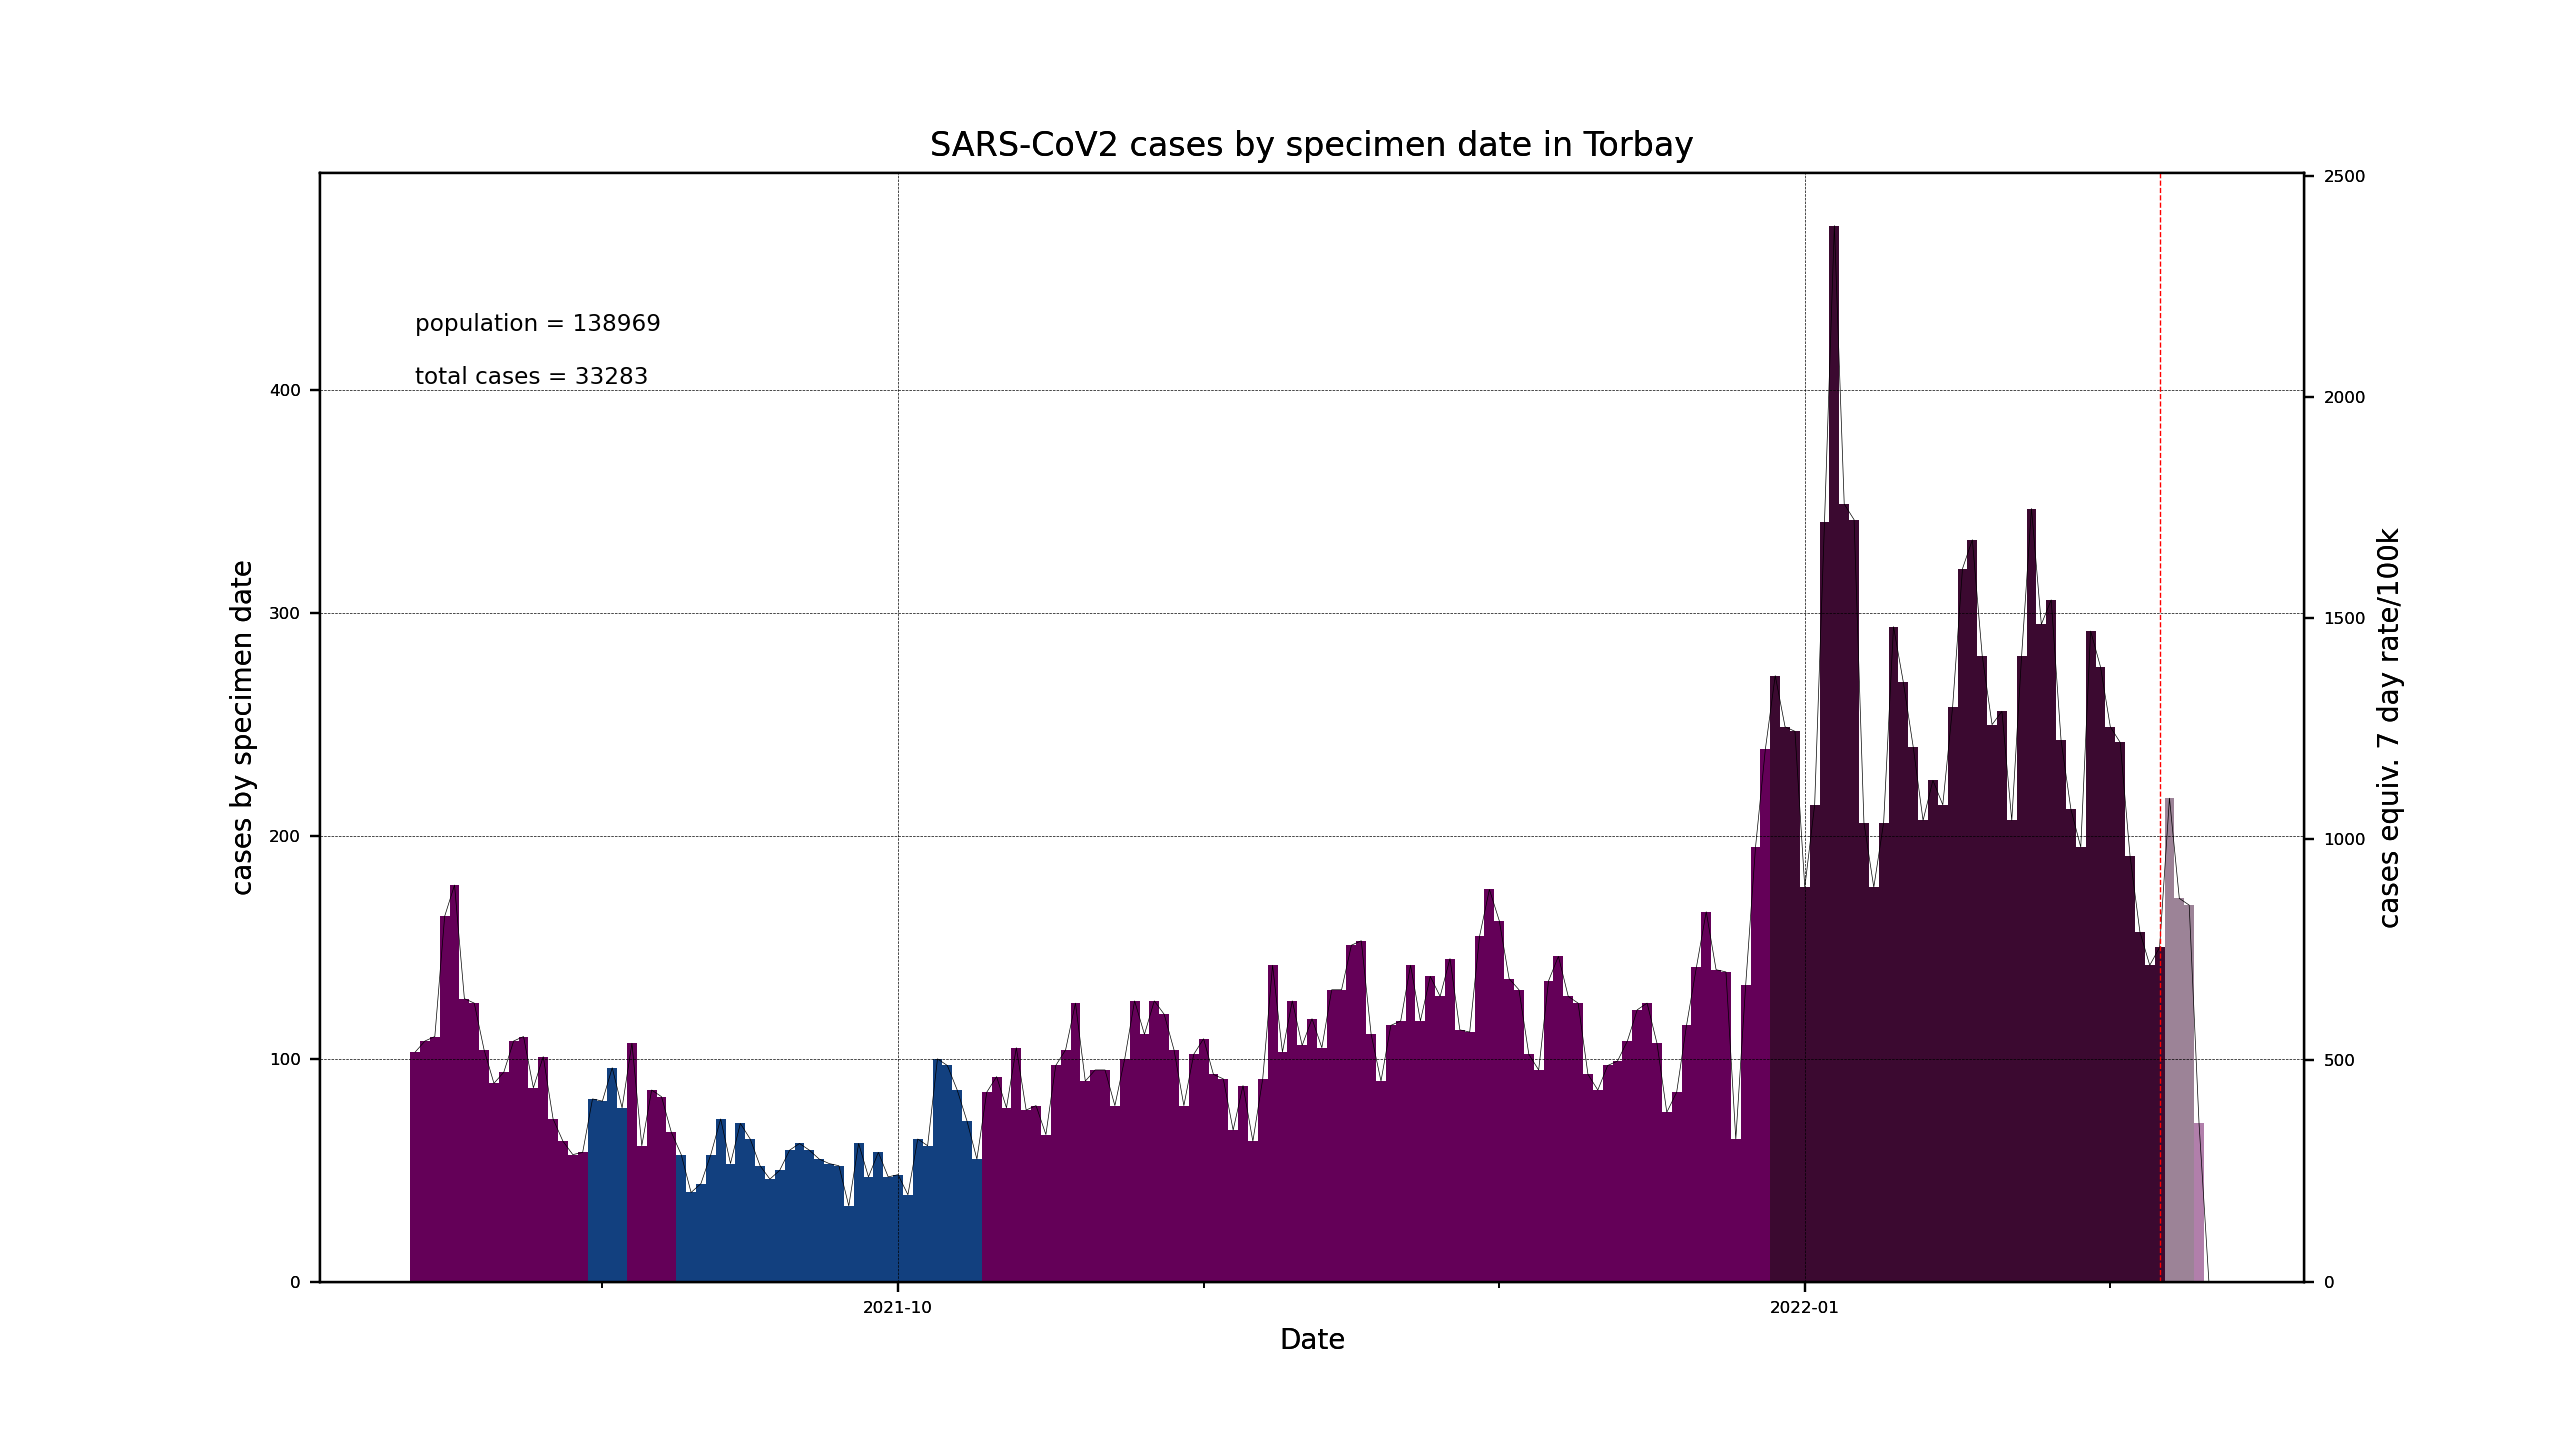 SARS-CoV2 cases by specimen date in Torbay
population = 138969
total cases = 33283
cases by specimen date
400
300
200
100
0
2500
2000
1500
1000
500
0
cases equiv. 7 day rate/100k
2021-10
2022-01
Date